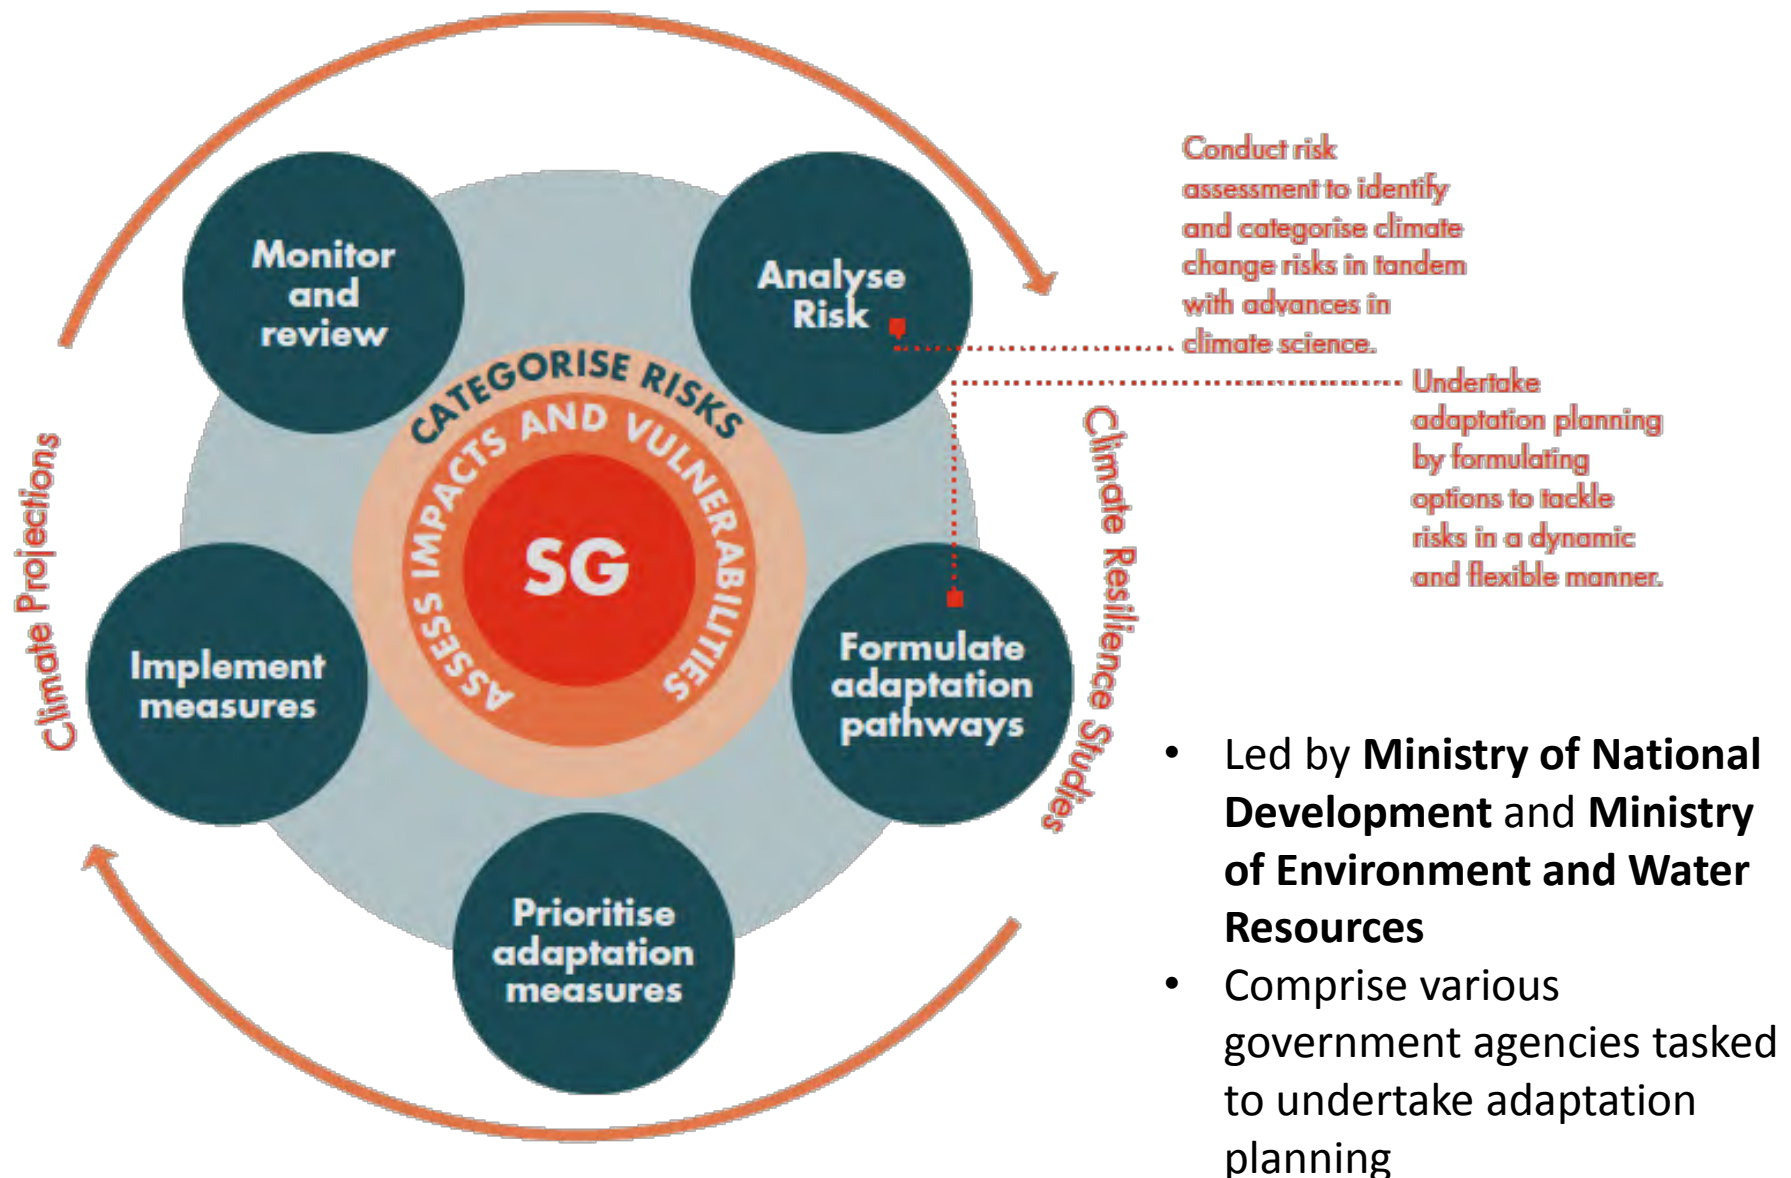 Monitor
and
review
Analyse
Risk
Conduct risk
assessment to identify
and categorise climate
change risks in tandem
with advances in
climate science.
Undertake
adaptation planning
by formulating
options to tackle
risks in a dynamic
and flexible manner.
CATEGORISE RISKS
ASSESS IMPACTS AND VULNERABILITIES
SG
Climate Projections
Climate Resilience Studies
Implement
measures
Formulate
adaptation
pathways
Prioritise
adaptation
measures
• Led by Ministry of National
Development and Ministry
of Environment and Water
Resources
• Comprise various
government agencies tasked
to undertake adaptation
planning